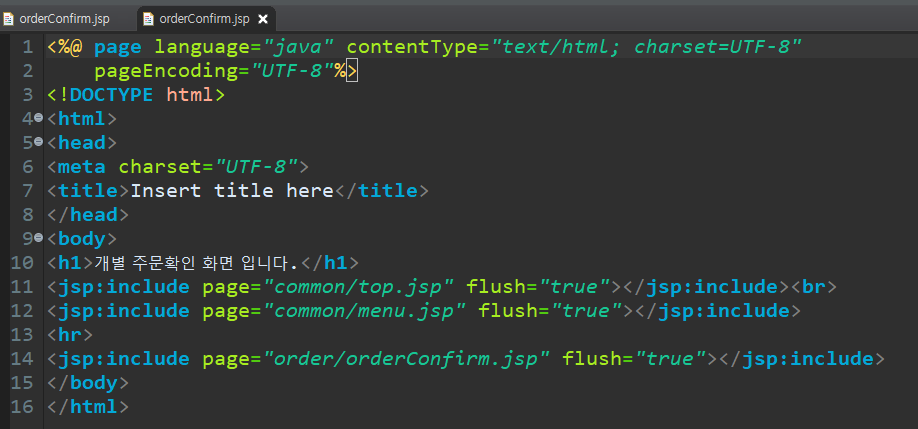 orderConfirm.jsp orderConfirm.jsp
1 <%@ page language="java" contentType="text/html; charset=UTF-8"
2     pageEncoding="UTF-8"%>
3 <!DOCTYPE html>
4 <html>
5 <head>
6 <meta charset="UTF-8">
7 <title>Insert title here</title>
8 </head>
9 <body>
10 <h1>개별 주문확인 화면 입니다.</h1>
11 <jsp:include page="common/top.jsp" flush="true"></jsp:include><br>
12 <jsp:include page="common/menu.jsp" flush="true"></jsp:include>
13 <hr>
14 <jsp:include page="order/orderConfirm.jsp" flush="true"></jsp:include>
15 </body>
16 </html>